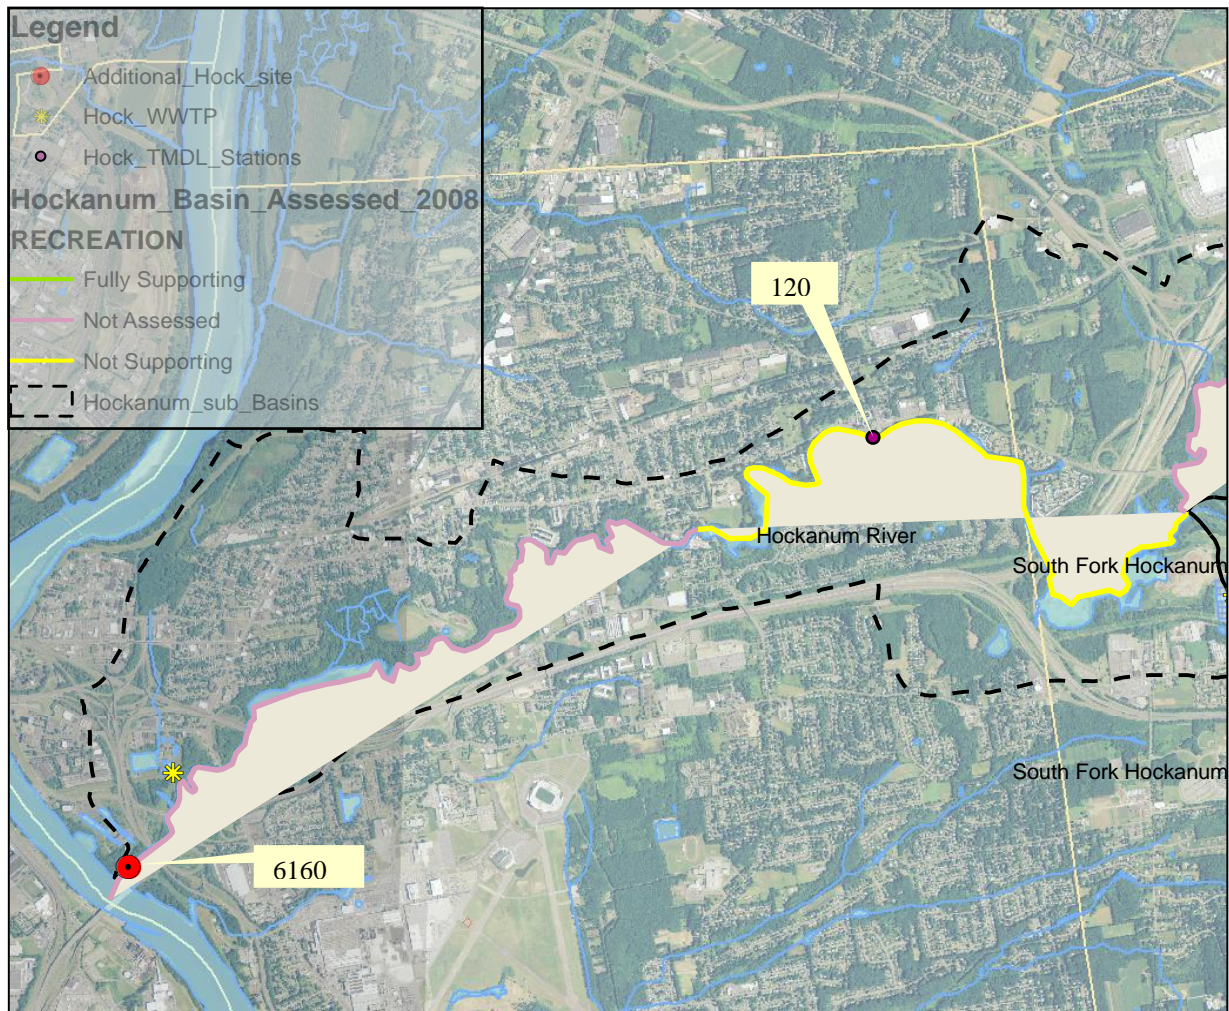 Legend
Additional_Hock_site
Hock_WWTP
Hock_TMDL_Stations
Hockanum_Basin_Assessed_2008
RECREATION
Fully Supporting
Not Assessed
Not Supporting
Hockanum_sub_Basins
120
Hockanum River
South Fork Hockanum
South Fork Hockanum
6160